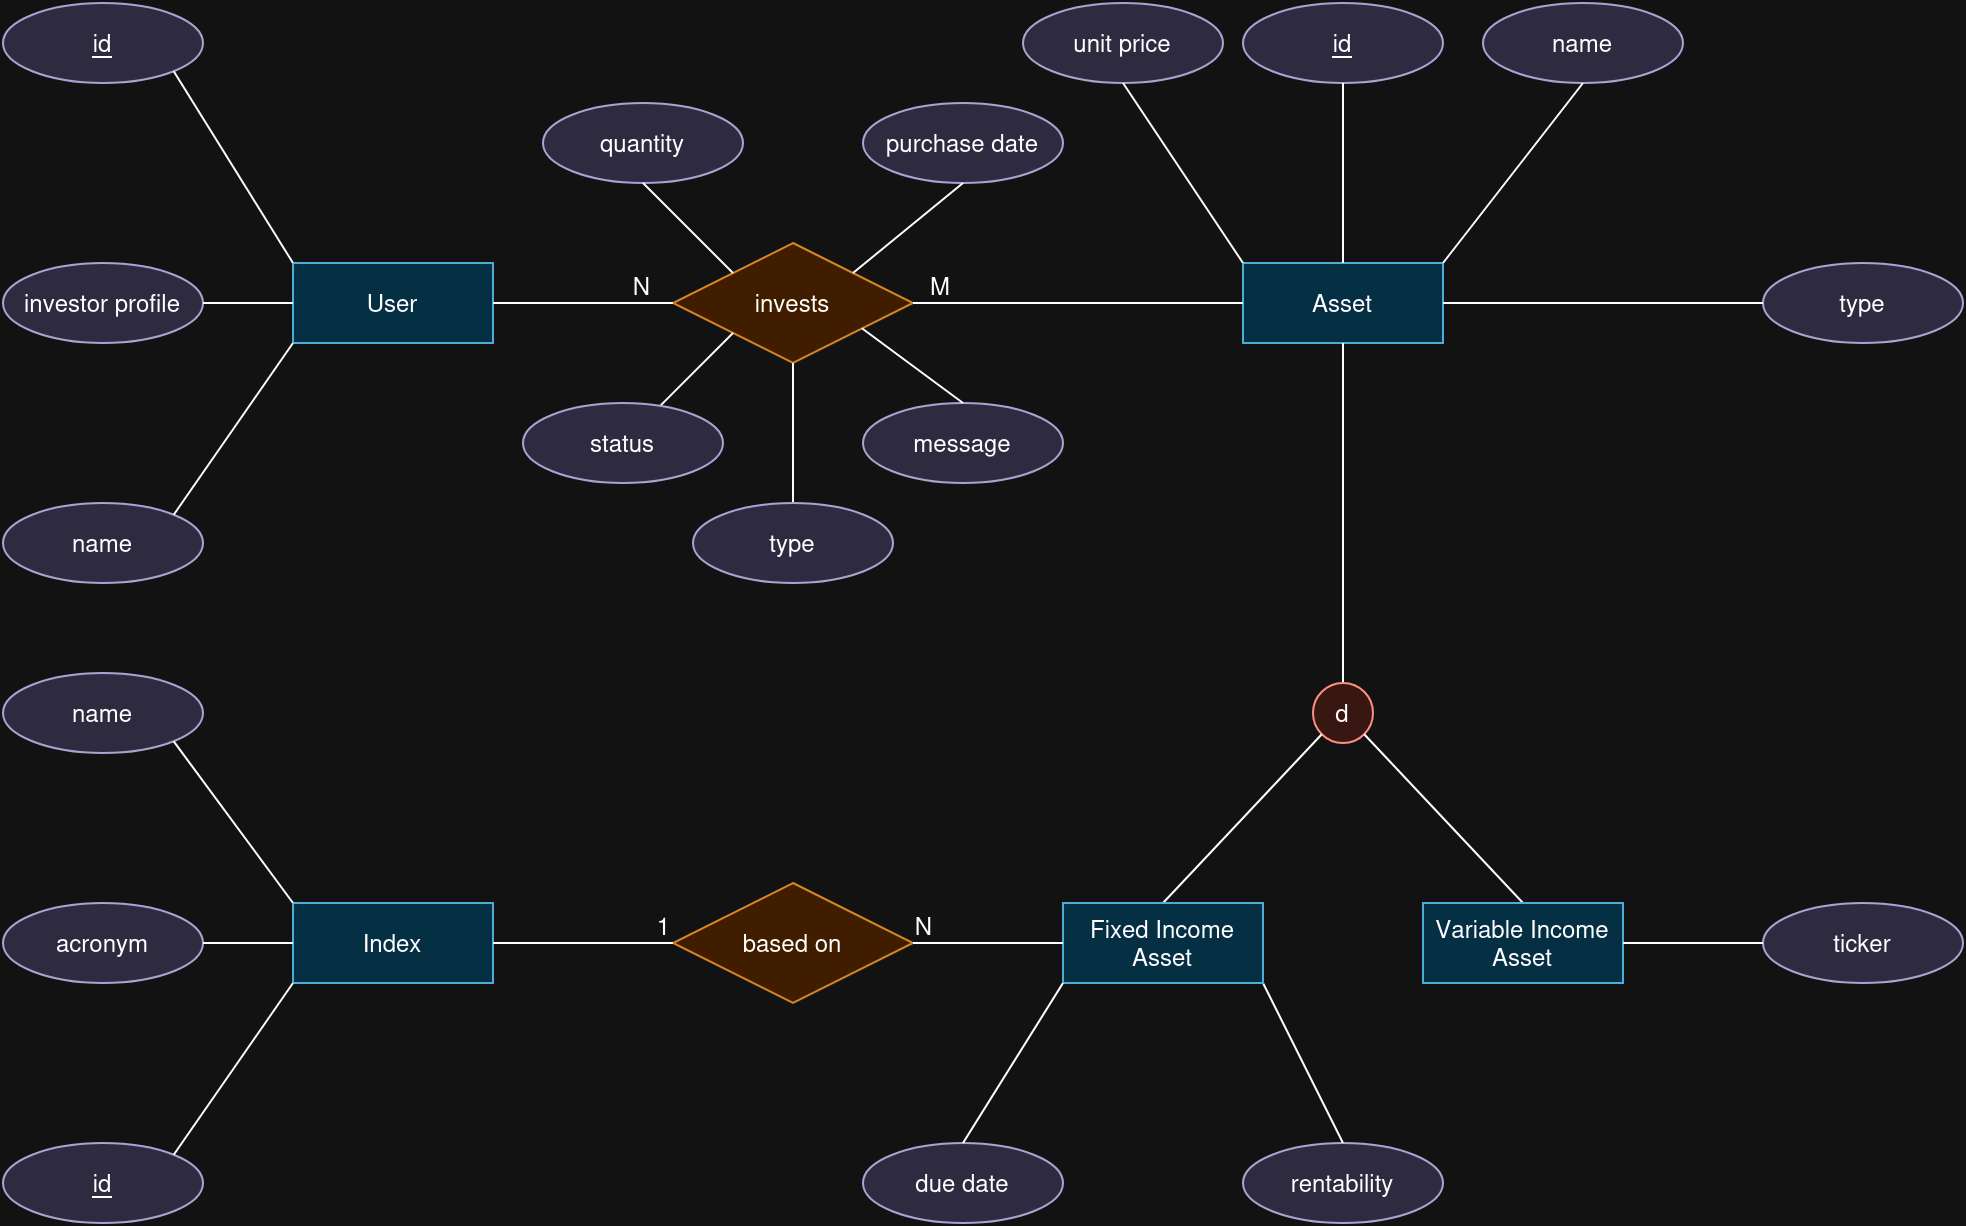 id
unit price
id
name
quantity
purchase date
investor profile
User
N
invests
M
Asset
type
status
message
name
type
name
d
acronym
Index
1
based on
N
Fixed Income
Asset
Variable Income
Asset
ticker
id
due date
rentability